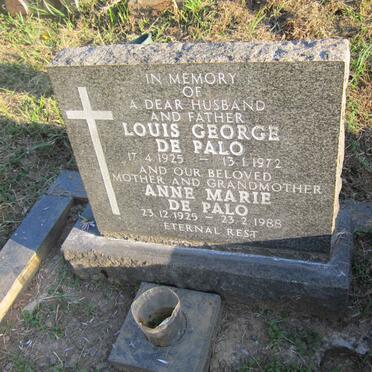 IN MEMORY
OF
A DEAR HUSBAND
AND FATHER
LOUIS GEORGE
DE PALO
17.4.1925 — 13.1.1972
AND OUR BELOVED
MOTHER AND GRANDMOTHER
ANNE MARIE
DE PALO
23.12.1925 — 23.2.1988
ETERNAL REST